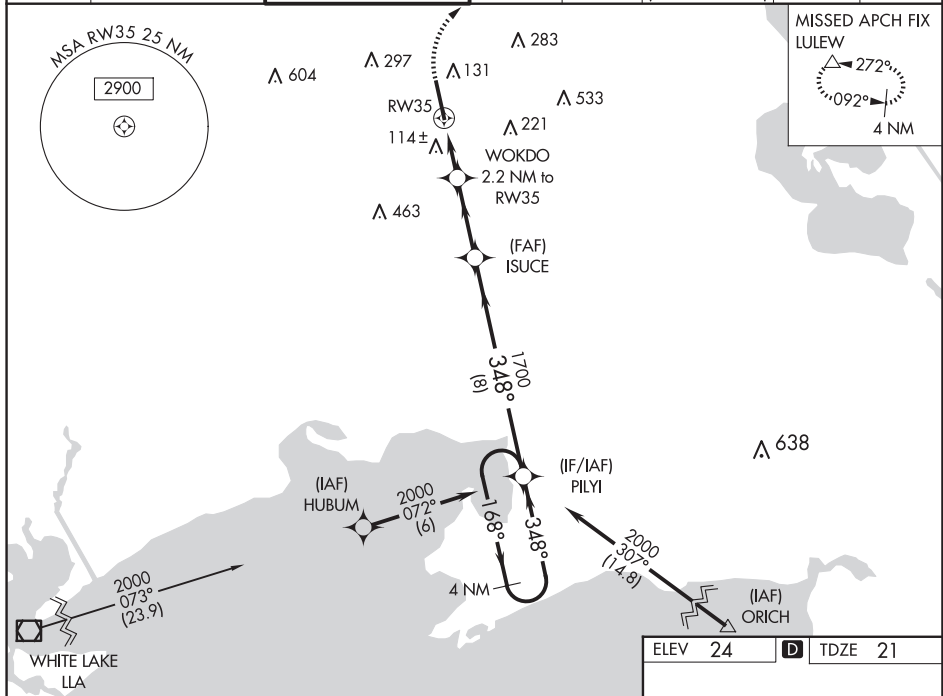 MSA RW35 25 NM
2900
604
297
283
131
533
221
RW35
114±
WOKDO
2.2 NM to
RW35
463
(FAF)
ISUCE
1700
348°
(8)
MISSED APCH FIX
LULEW
272°
092°
4 NM
638
(IF/IAF)
PILYI
(IAF)
HUBUM
2000
072°
(6)
168°
348°
4 NM
2000
307°
(14.8)
(IAF)
ORICH
2000
073°
(23.9)
WHITE LAKE
LLA
ELEV 24 D TDZE 21